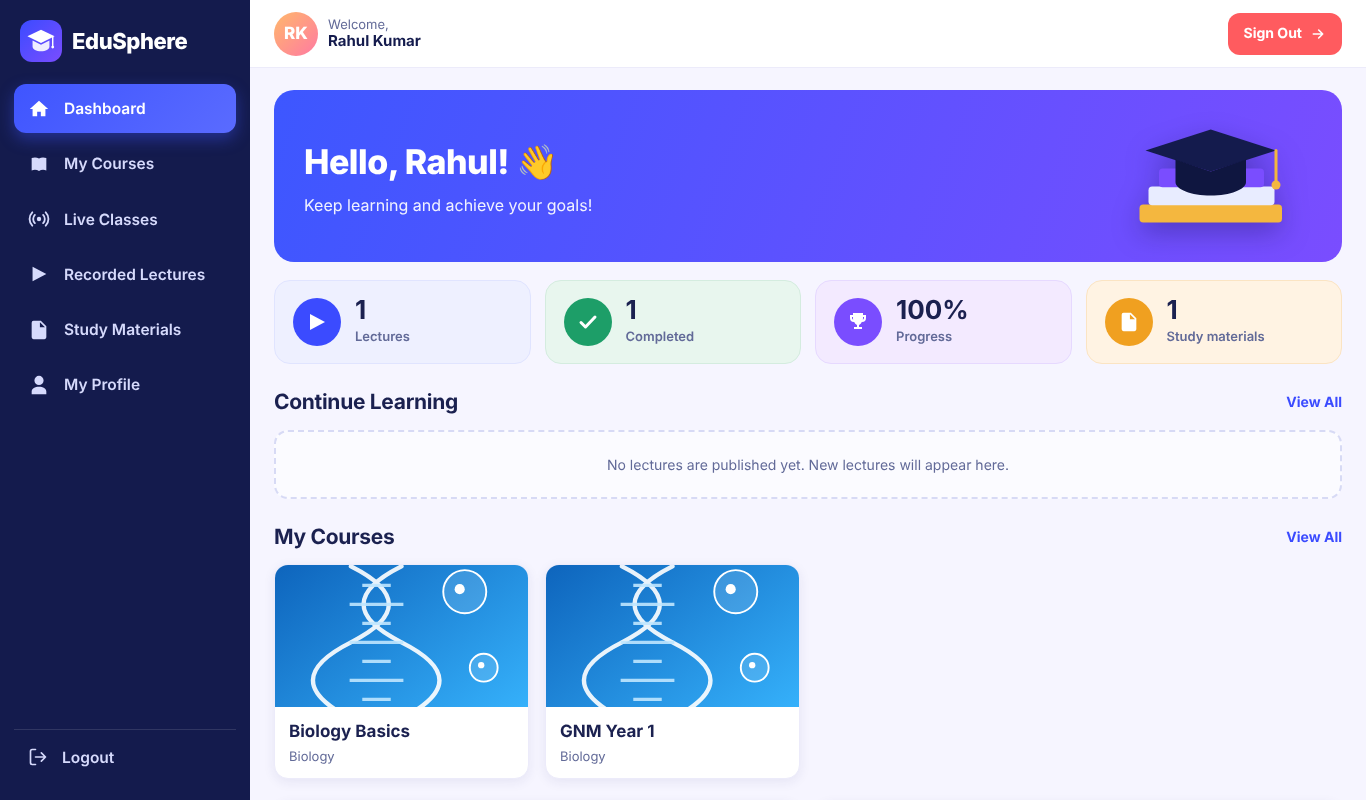 EduSphere
Dashboard
My Courses
Live Classes
Recorded Lectures
Study Materials
My Profile
Logout
RK
Welcome,
Rahul Kumar
Sign Out →
Hello, Rahul! 👋
Keep learning and achieve your goals!
1
Lectures
1
Completed
100%
Progress
1
Study materials
Continue Learning
View All
No lectures are published yet. New lectures will appear here.
My Courses
View All
Biology Basics
Biology
GNM Year 1
Biology